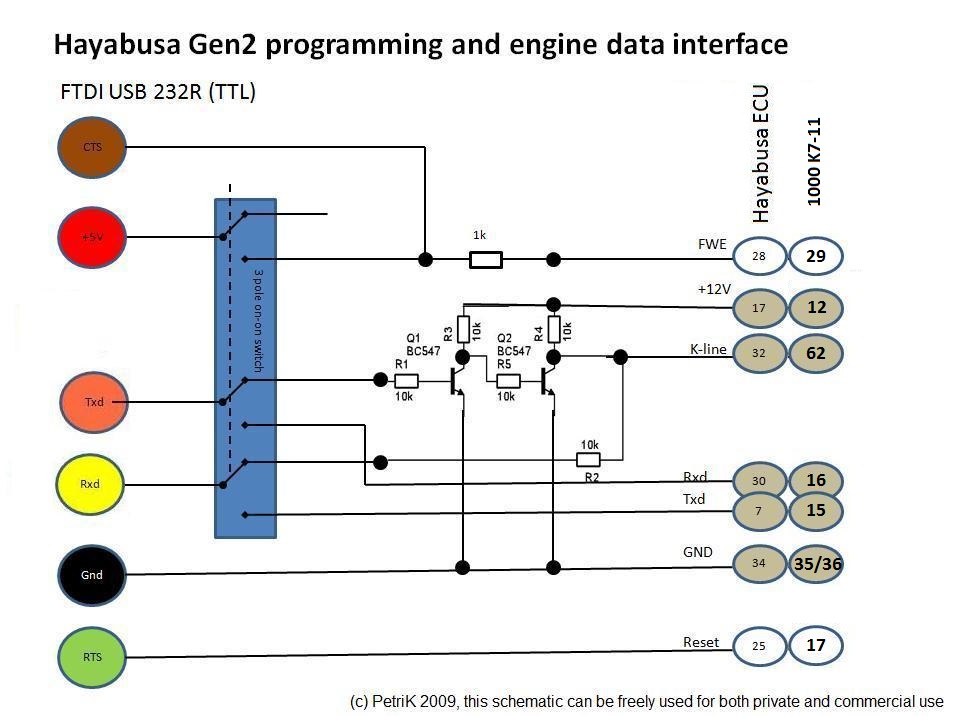 Hayabusa Gen2 programming and engine data interface
FTDI USB 232R (TTL)
Hayabusa ECU
1000 K7-11
CTS
+5V
3 pole on-on switch
1k
FWE
28
29
+12V
17
12
R3
10k
R4
10k
Q1
BC547
Q2
BC547
K-line
32
62
R1
10k
R5
10k
Txd
10k
R2
Rxd
Rxd
30
16
Txd
7
15
GND
34
35/36
Gnd
Reset
25
17
RTS
(c) PetriK 2009, this schematic can be freely used for both private and commercial use